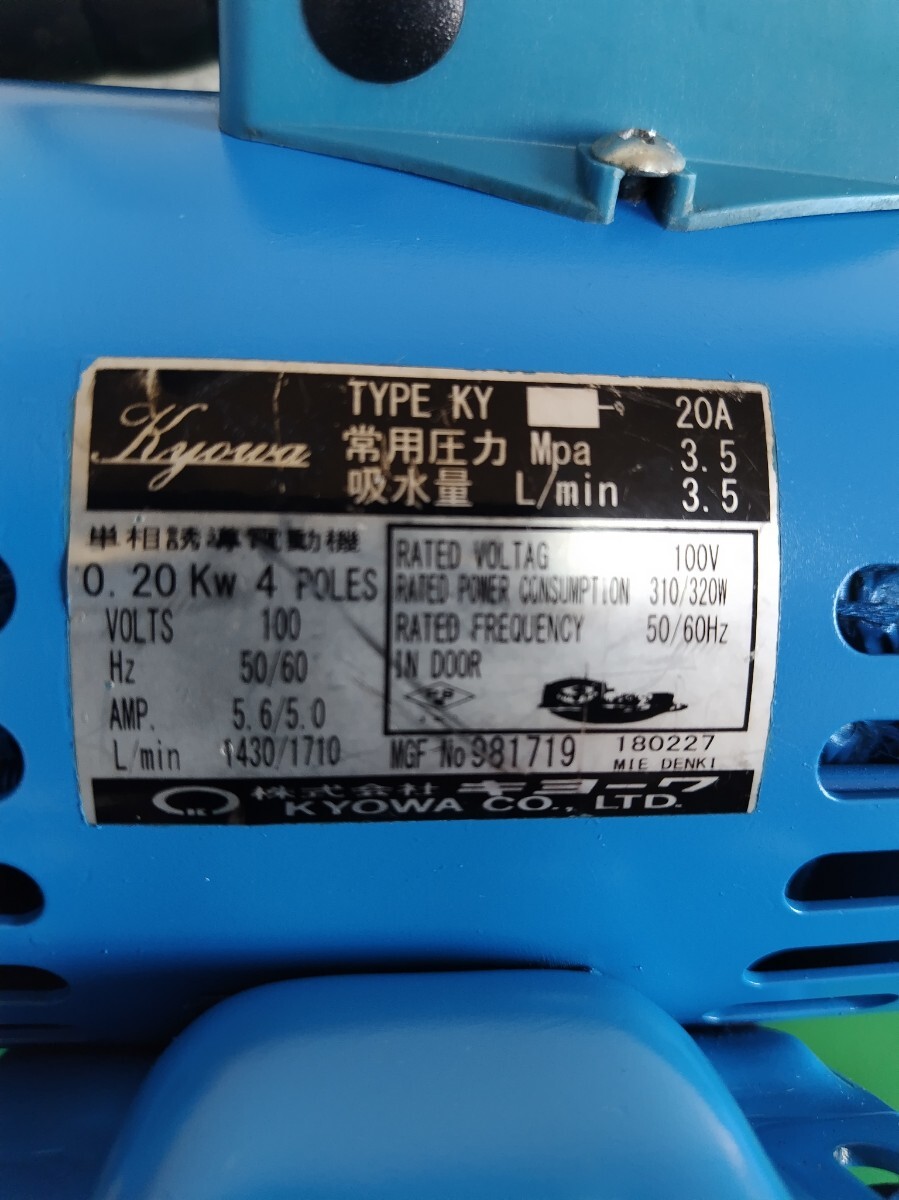 Kyowa
TYPE KY 20A
常用圧力 Mpa 3.5
吸水量 L/min 3.5
単相誘導電動機
0.20 Kw 4 POLES
VOLTS 100
Hz 50/60
AMP. 5.6/5.0
L/min 1430/1710
RATED VOLTAG 100V
RATED POWER CONSUMPTION 310/320W
RATED FREQUENCY 50/60Hz
IN DOOR
MGF No 981719 180227
MIE DENKI
株式会社 キョーワ
KYOWA CO., LTD.